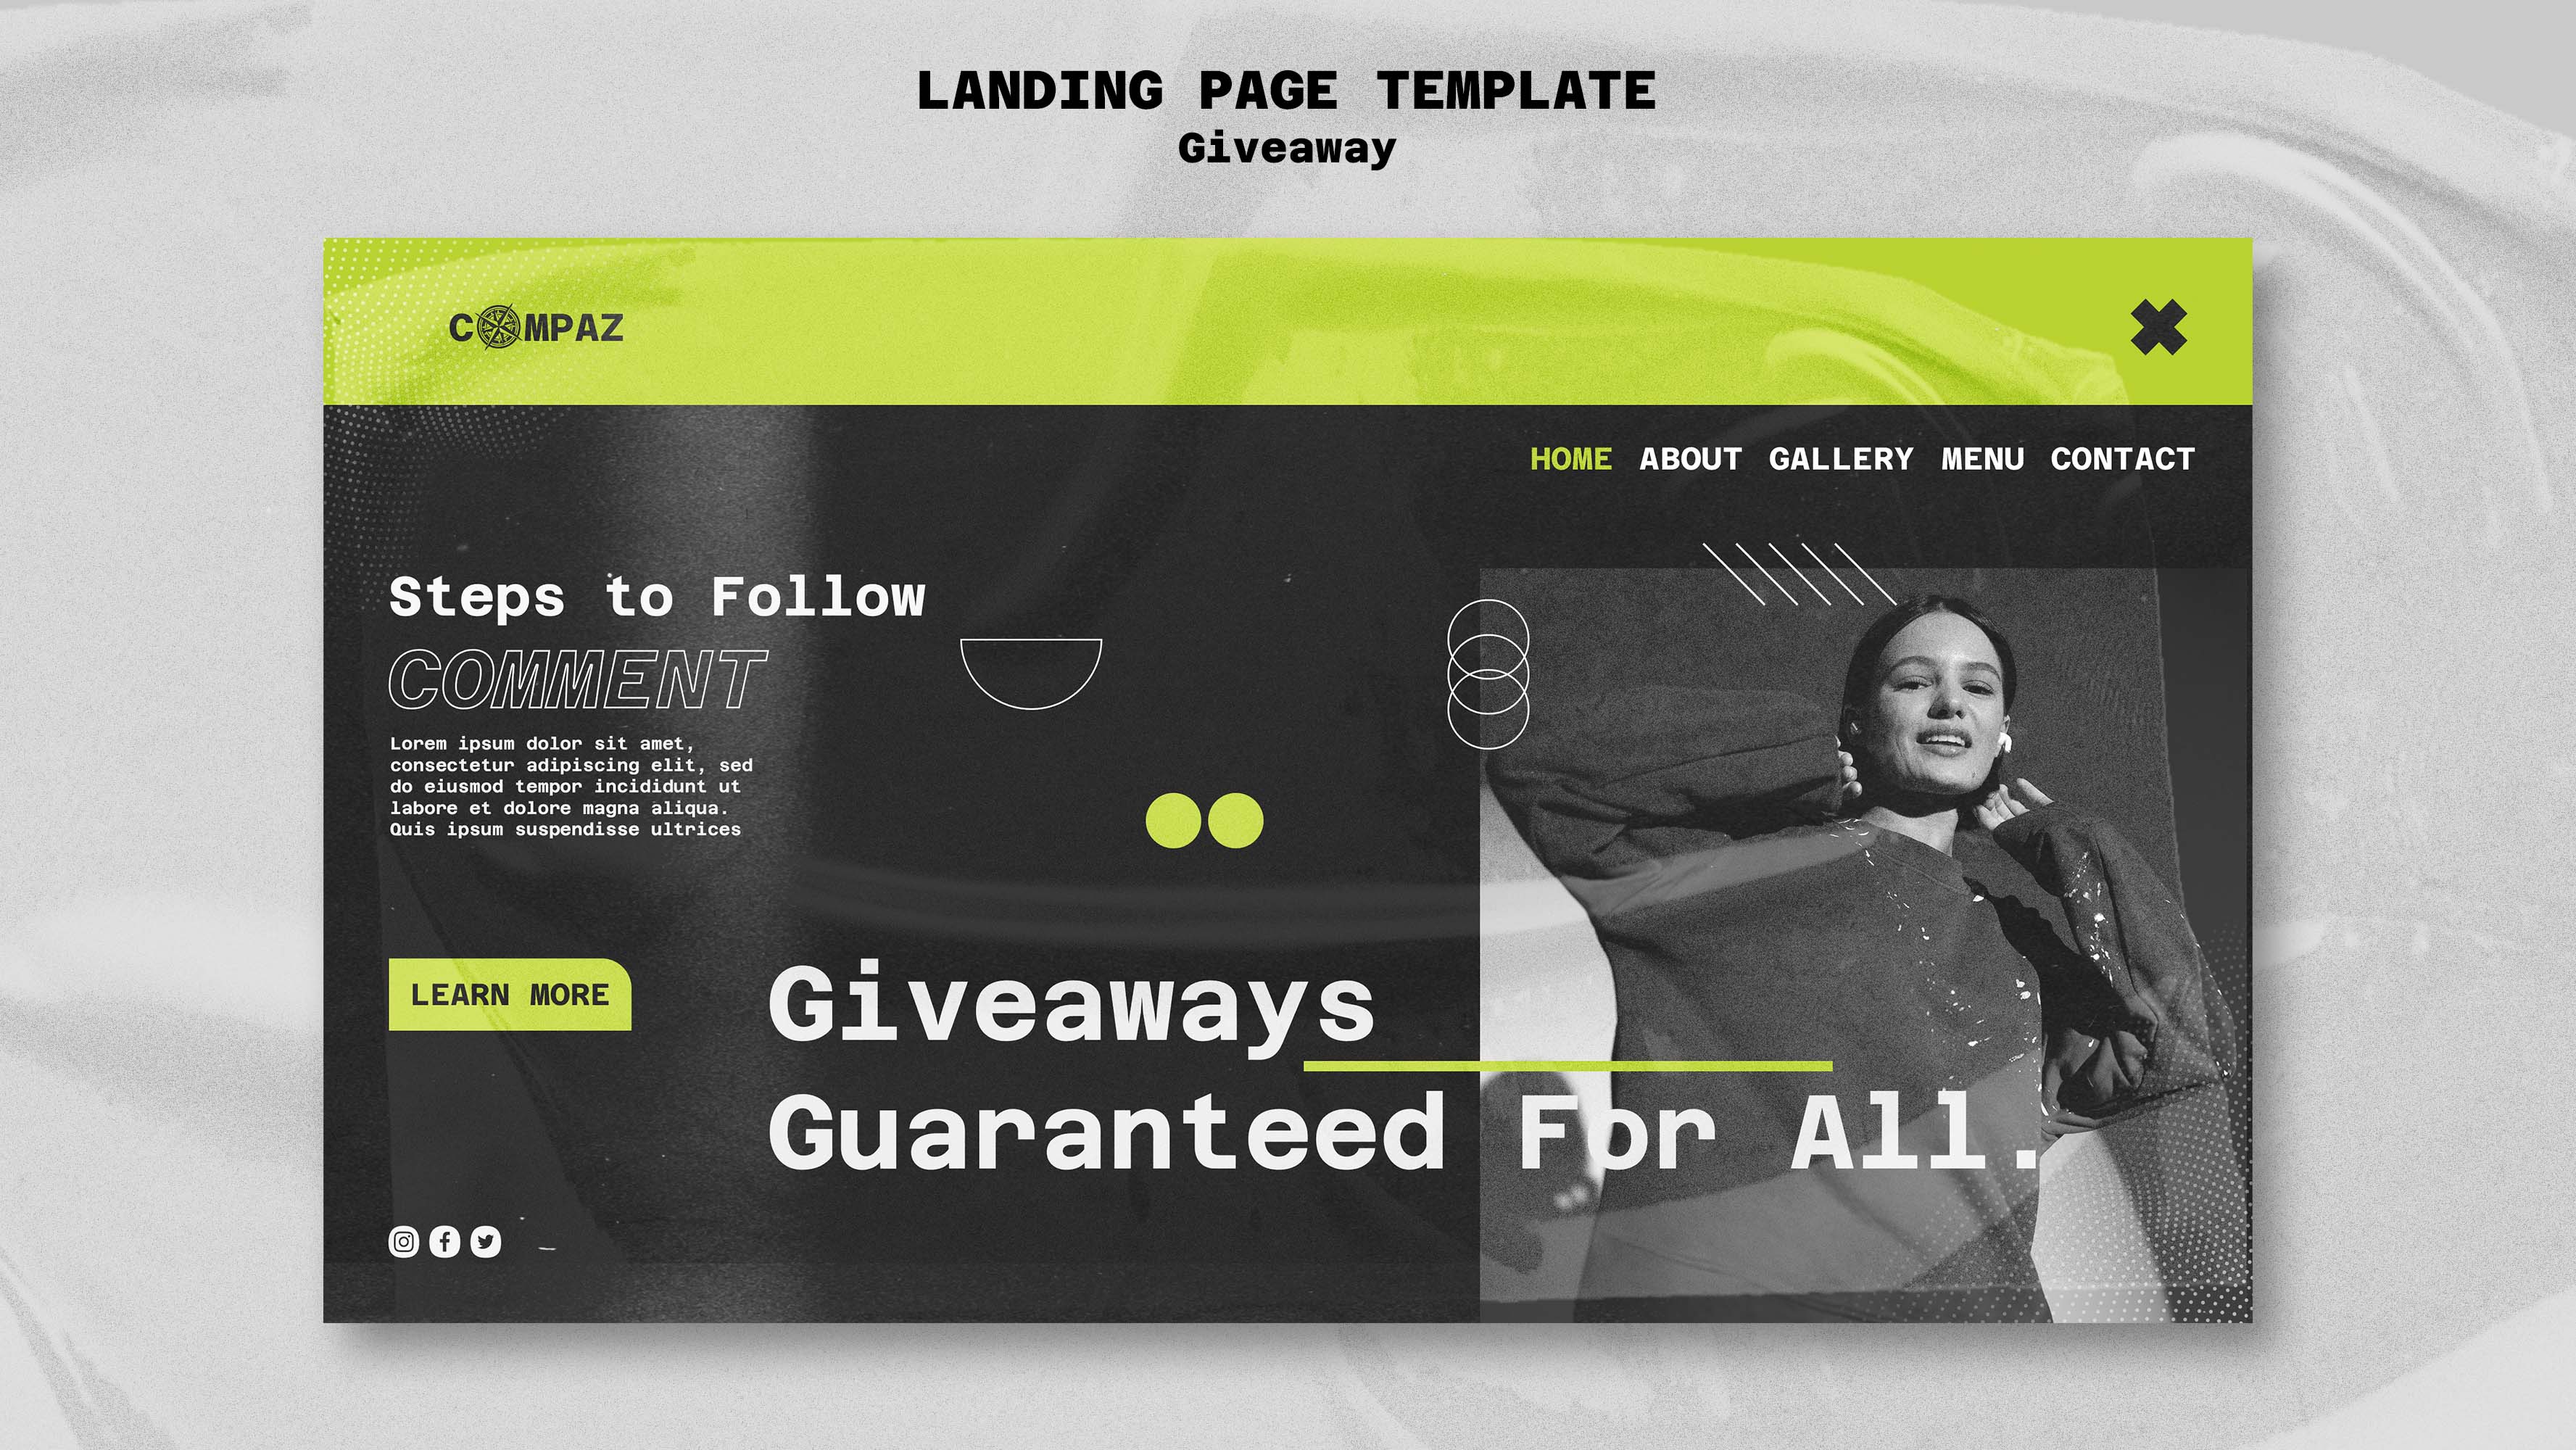 LANDING PAGE TEMPLATE
Giveaway
COMPAZ
HOME ABOUT GALLERY MENU CONTACT
Steps to Follow
COMMENT
Lorem ipsum dolor sit amet,
consectetur adipiscing elit, sed
do eiusmod tempor incididunt ut
labore et dolore magna aliqua.
Quis ipsum suspendisse ultrices
LEARN MORE
Giveaways
Guaranteed For All.